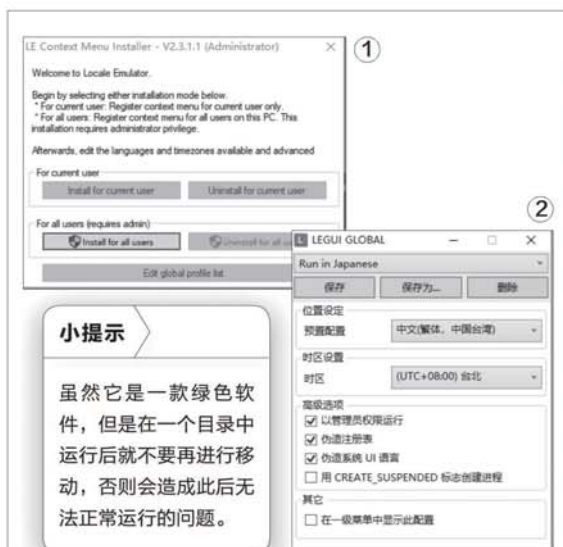 LE Context Menu Installer - V2.3.1.1 (Administrator)
①
Welcome to Locale Emulator.
Begin by selecting either installation mode below.
* For current user: Register context menu for current user only.
* For all users: Register context menu for all users on this PC. This
installation requires administrator privilege.
Afterwards, edit the languages and timezones available and advanced
For current user
Install for current user
Uninstall for current user
For all users (requires admin)
Install for all users
Uninstall for all
Edit global profile list
②
LEGUI GLOBAL
Run in Japanese
保存
保存为...
删除
位置设定
预置配置
中文(繁体，中国台湾)
时区设置
时区
(UTC+08:00) 台北
高级选项
以管理员权限运行
伪造注册表
伪造系统 UI 语言
用 CREATE_SUSPENDED 标志创建进程
其它
在一级菜单中显示此配置
小提示
虽然它是一款绿色软
件，但是在一个目录中
运行后就不要再进行移
动，否则会造成此后无
法正常运行的问题。